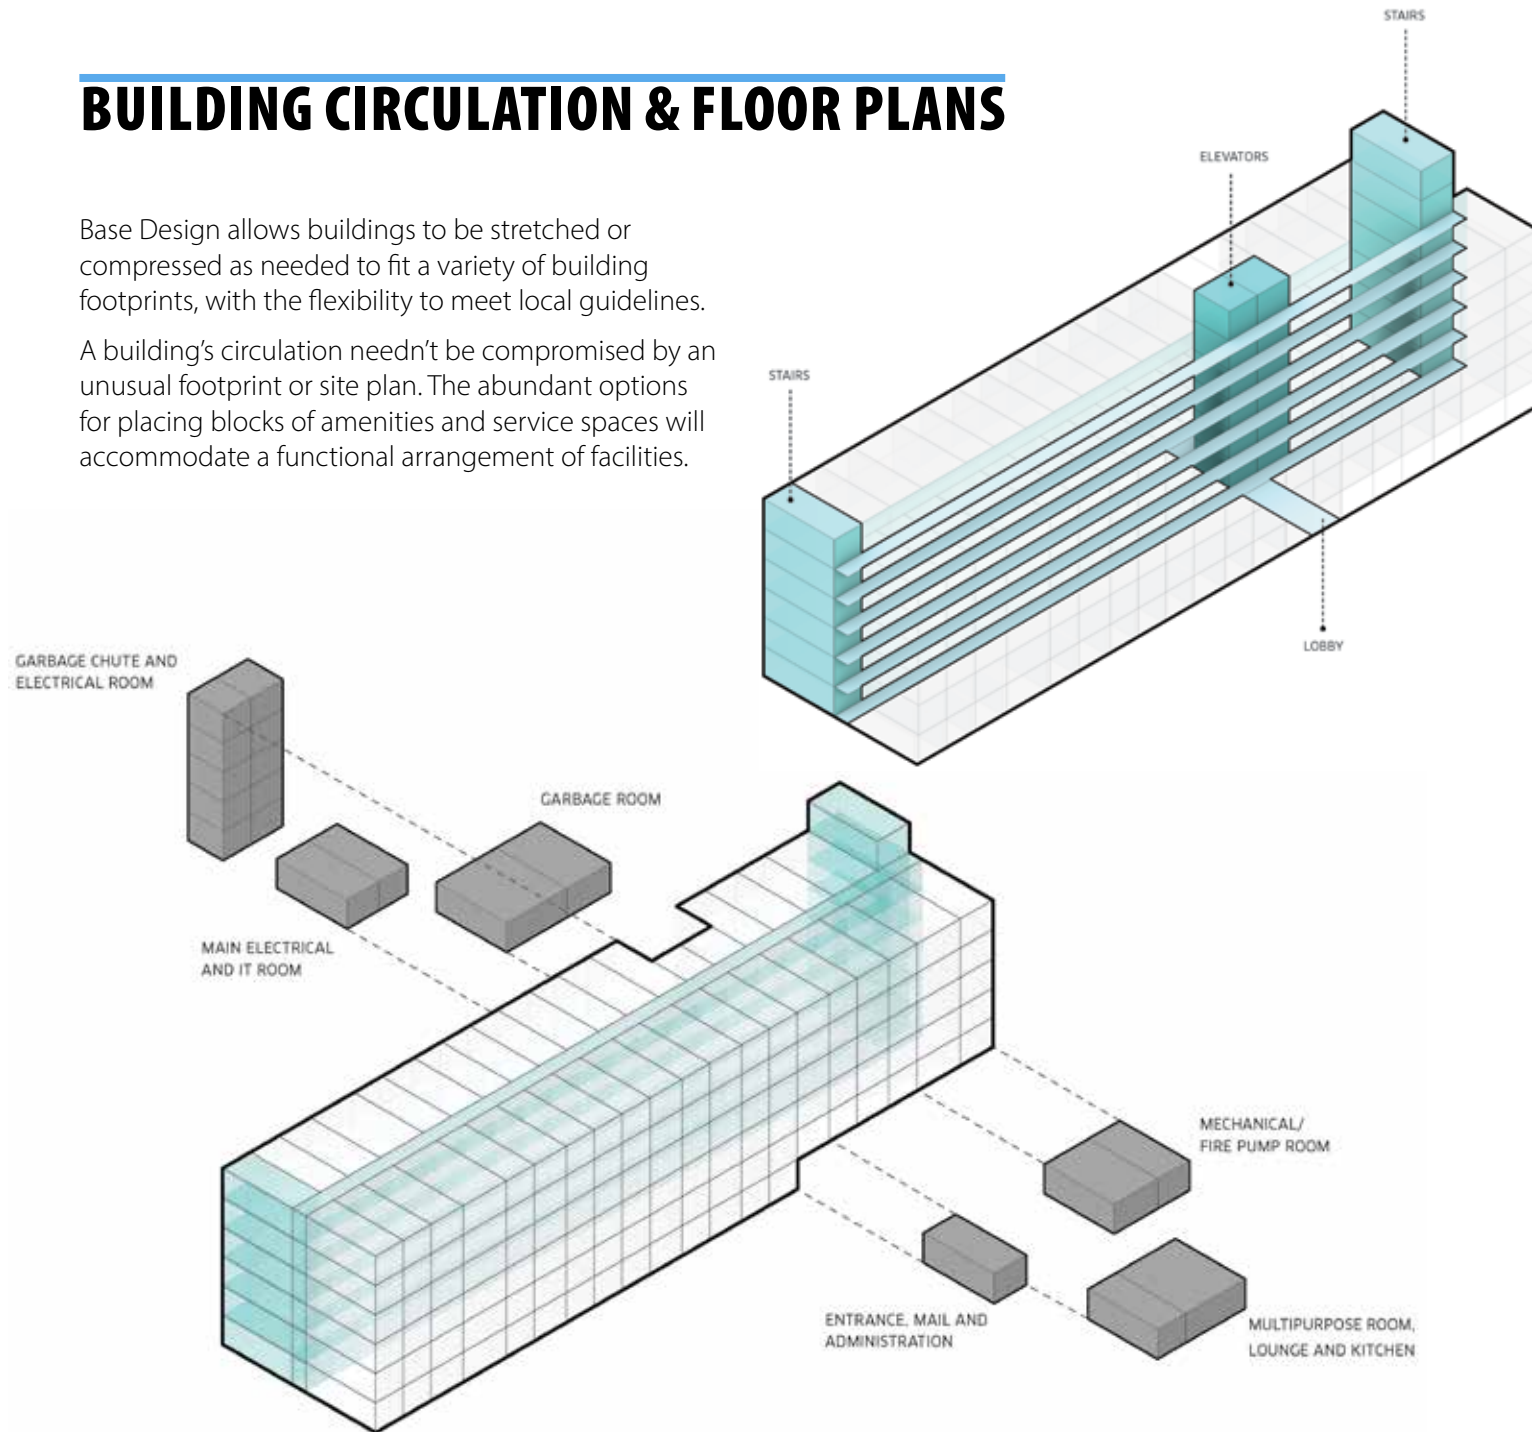 BUILDING CIRCULATION & FLOOR PLANS
Base Design allows buildings to be stretched or
compressed as needed to fit a variety of building
footprints, with the flexibility to meet local guidelines.
A building’s circulation needn’t be compromised by an
unusual footprint or site plan. The abundant options
for placing blocks of amenities and service spaces will
accommodate a functional arrangement of facilities.
STAIRS
ELEVATORS
STAIRS
LOBBY
GARBAGE CHUTE AND
ELECTRICAL ROOM
GARBAGE ROOM
MAIN ELECTRICAL
AND IT ROOM
MECHANICAL/
FIRE PUMP ROOM
ENTRANCE, MAIL AND
ADMINISTRATION
MULTIPURPOSE ROOM,
LOUNGE AND KITCHEN